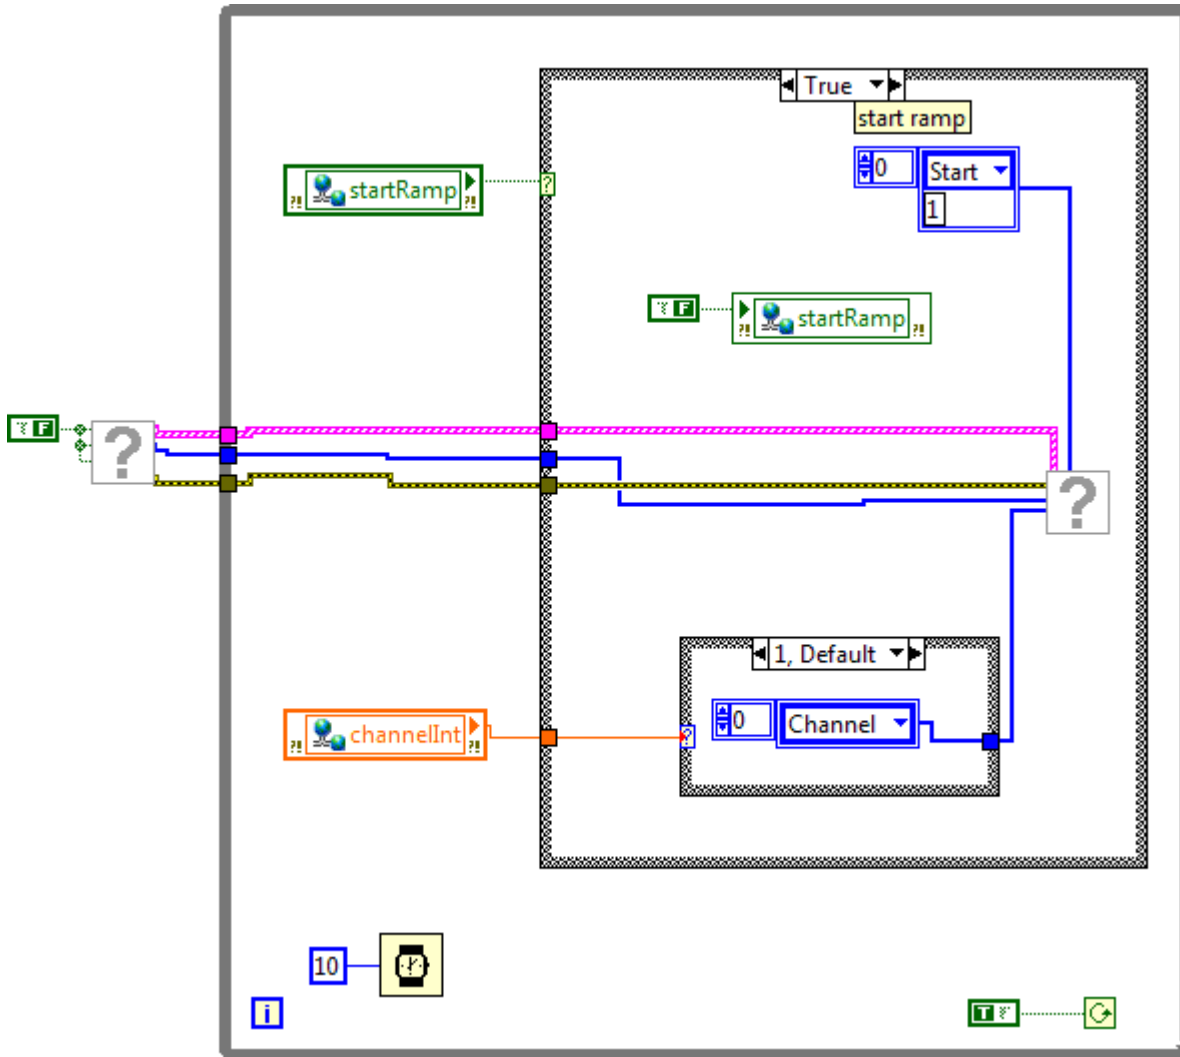 True
start ramp
0
Start
1
?!
startRamp
?!
?
F
?!
startRamp
?!
F
?
?
1, Default
0
Channel
?!
channelInt
?!
?
10
i
T